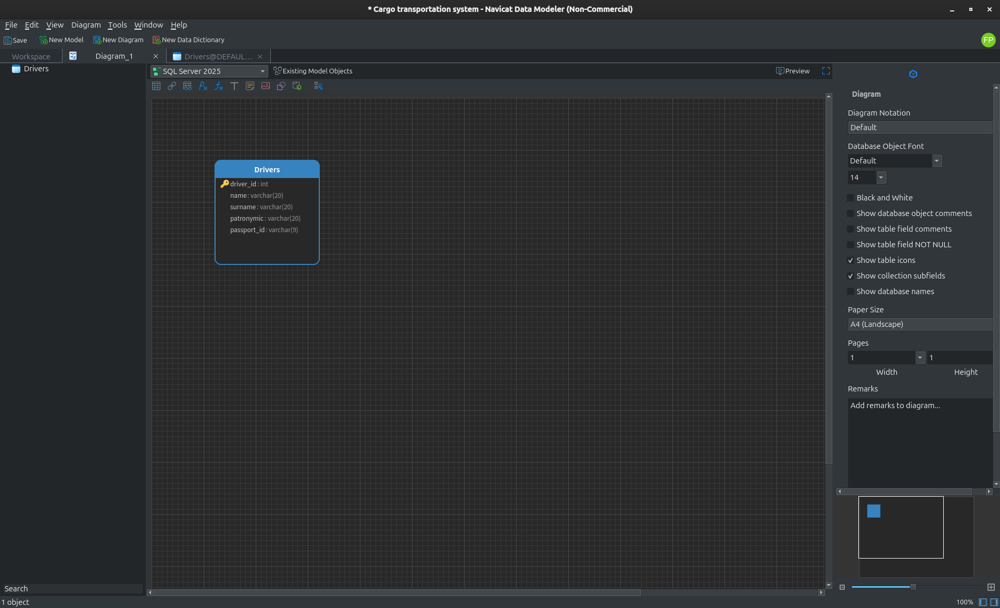 * Cargo transportation system - Navicat Data Modeler (Non-Commercial)
File Edit View Diagram Tools Window Help
Save New Model New Diagram New Data Dictionary
FP
Workspace Diagram_1 Drivers@DEFAUL...
Drivers
SQL Server 2025 Existing Model Objects Preview
Diagram
Diagram Notation
Default
Database Object Font
Default
14
Black and White
Show database object comments
Show table field comments
Show table field NOT NULL
Show table icons
Show collection subfields
Show database names
Paper Size
A4 (Landscape)
Pages
1 1
Width Height
Remarks
Add remarks to diagram...
Drivers
driver_id: int
name: varchar(20)
surname: varchar(20)
patronymic: varchar(20)
passport_id: varchar(9)
Search
1 object
100%